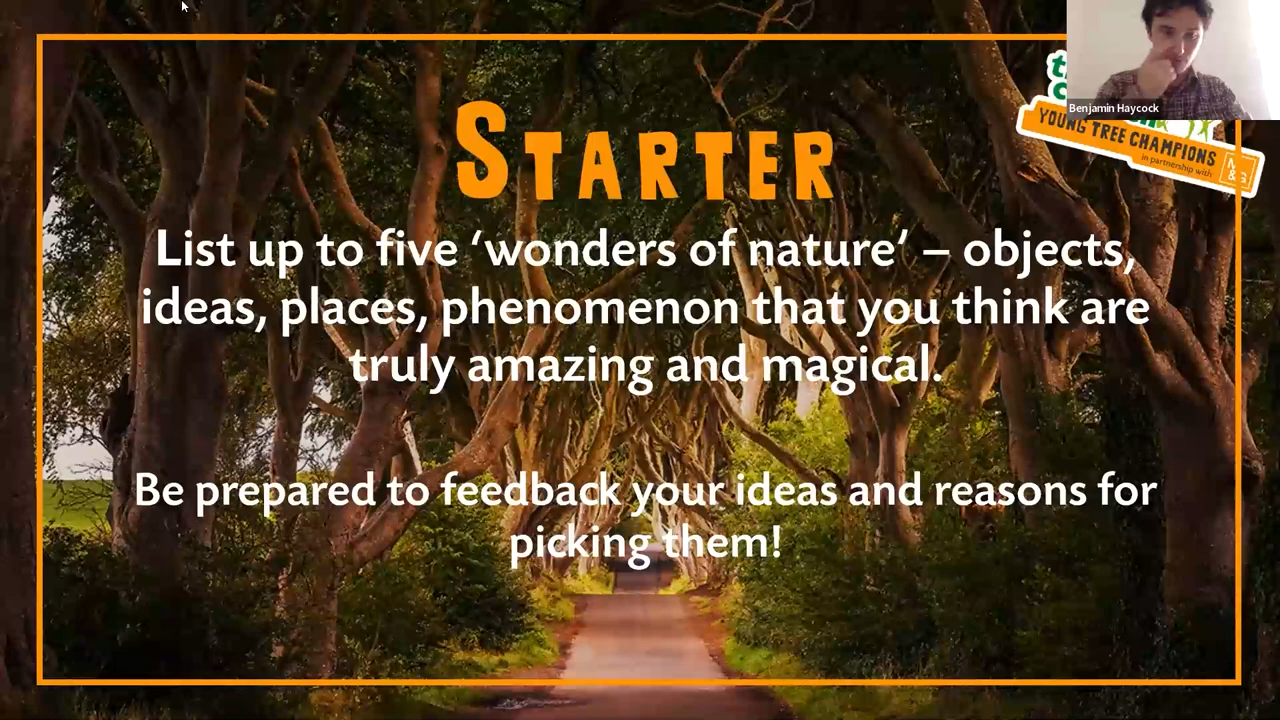 STARTER
List up to five ‘wonders of nature’ – objects,
ideas, places, phenomenon that you think are
truly amazing and magical.
Be prepared to feedback your ideas and reasons for
picking them!
Benjamin Haycock
YOUNG TREE CHAMPIONS
in partnership with